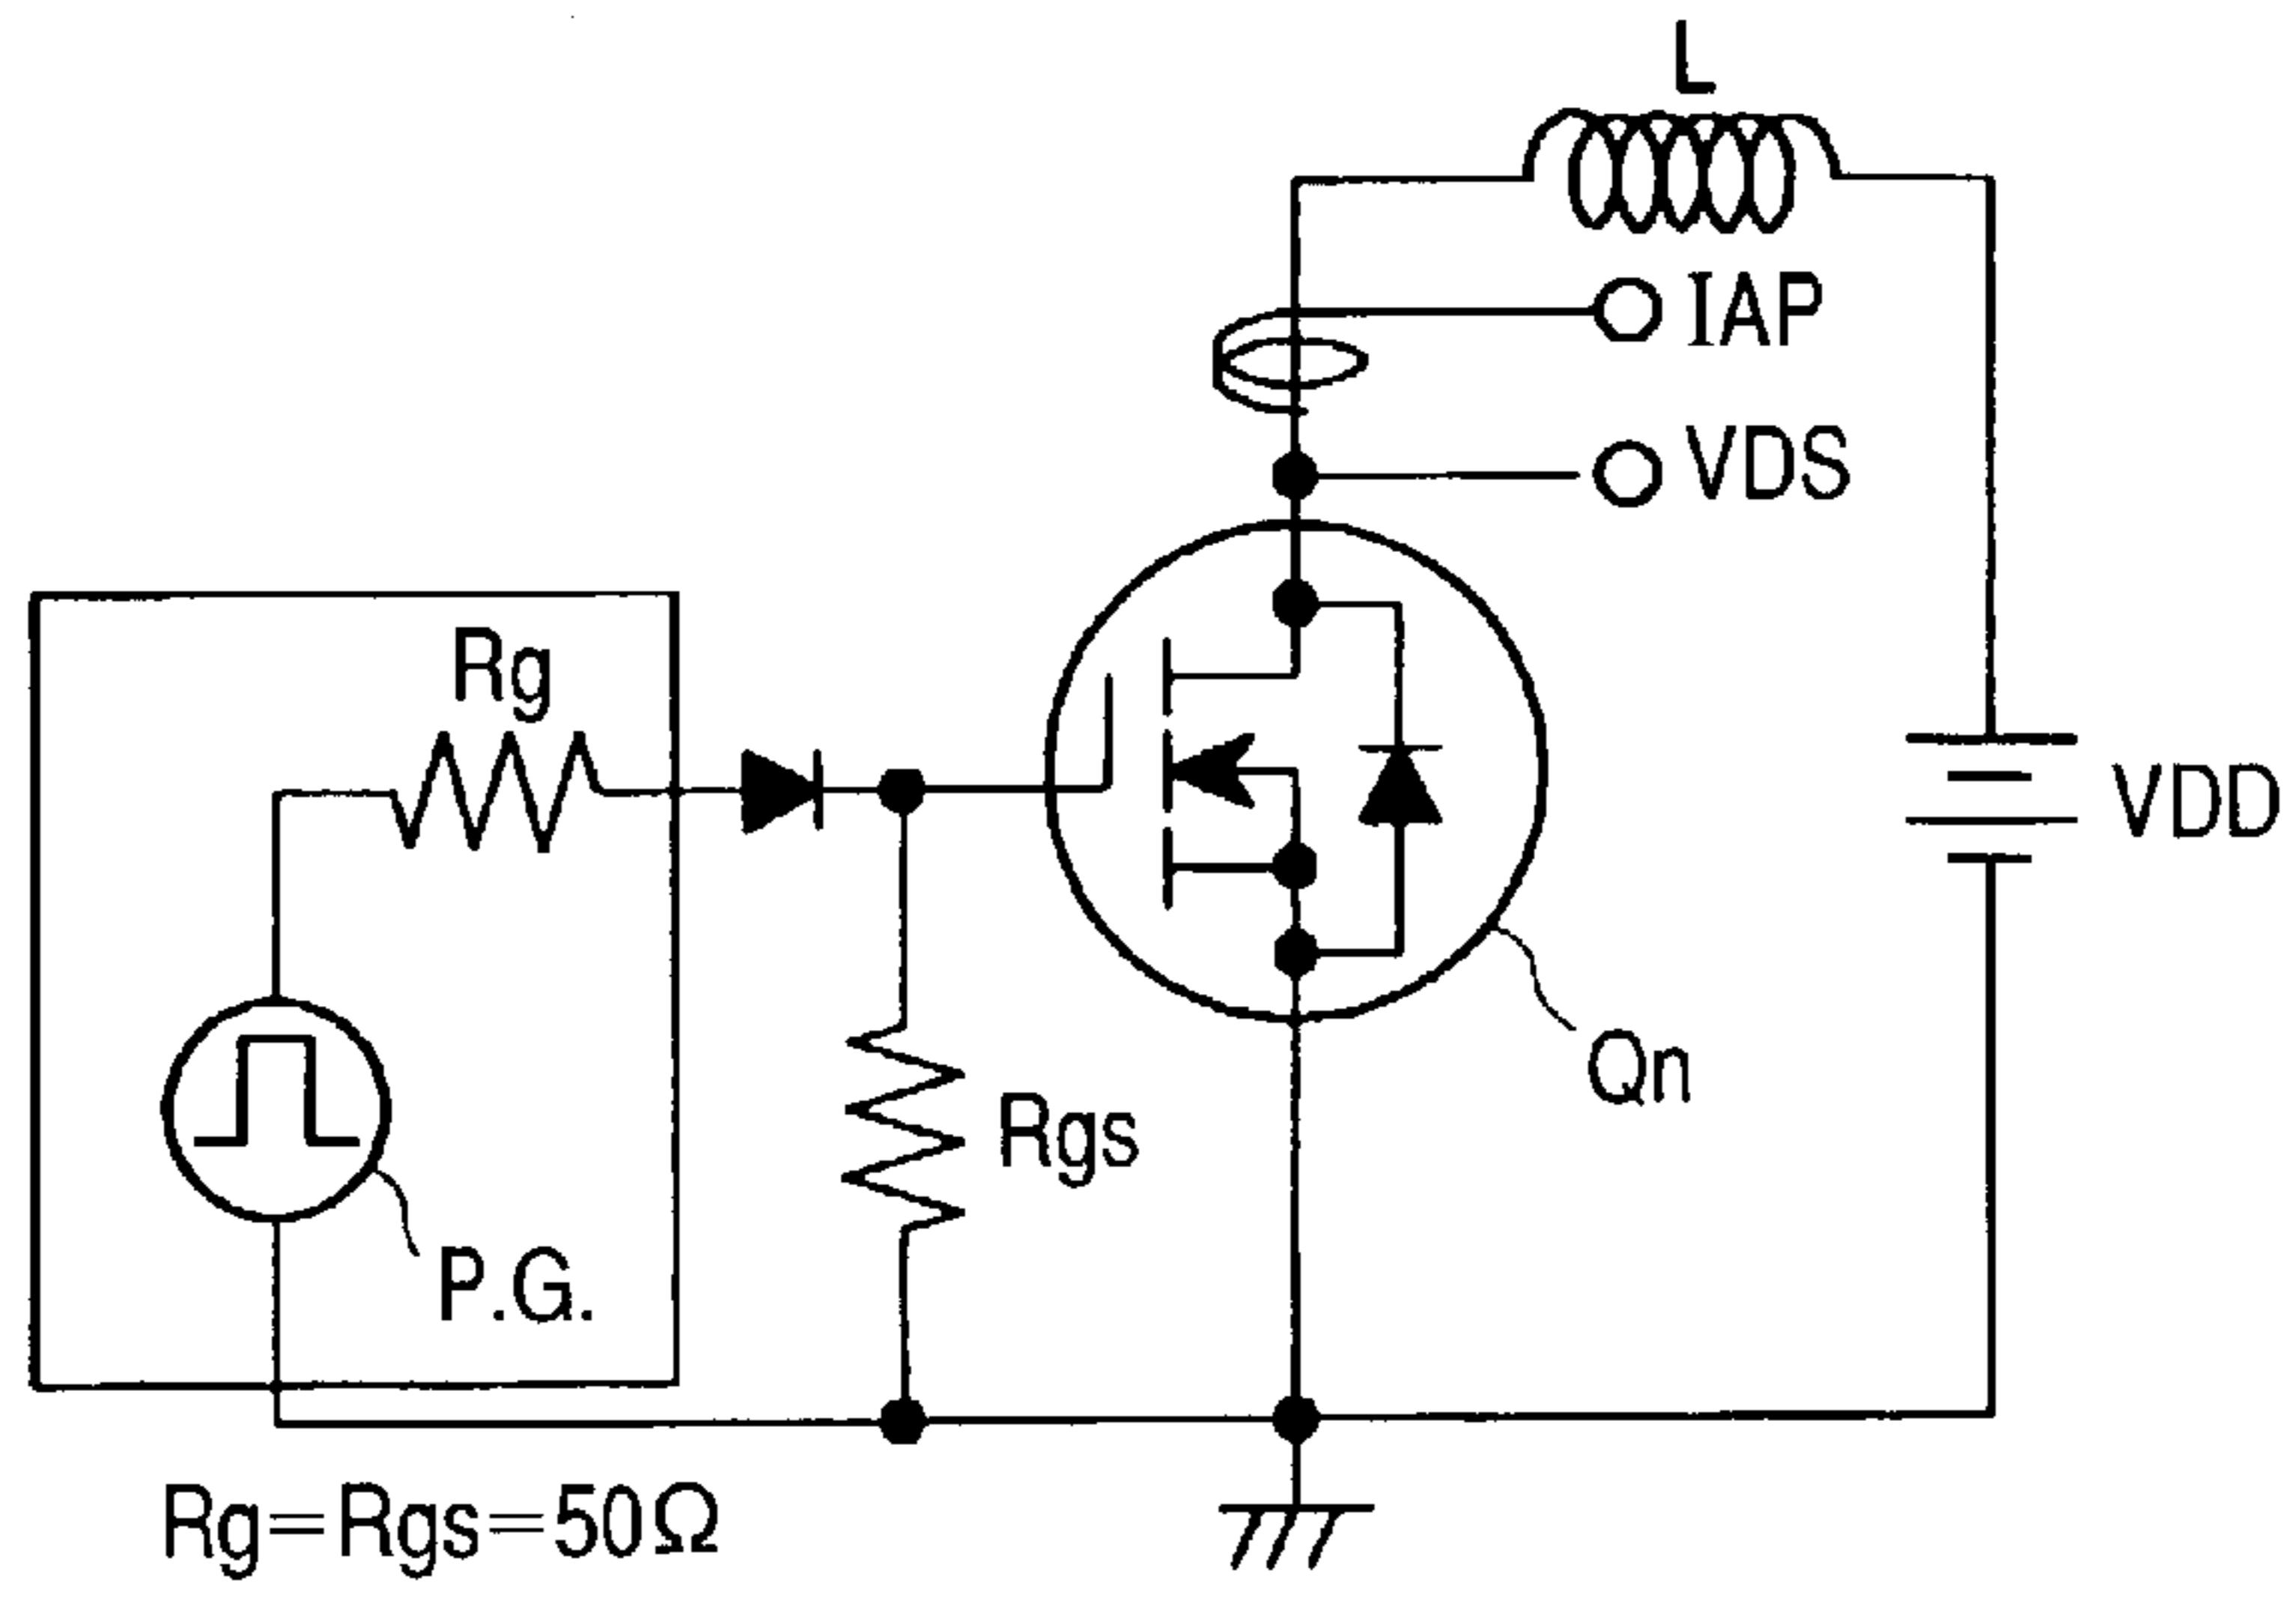 L
IAP
VDS
Rg
VDD
Qn
Rgs
P.G.
Rg=Rgs=50Ω